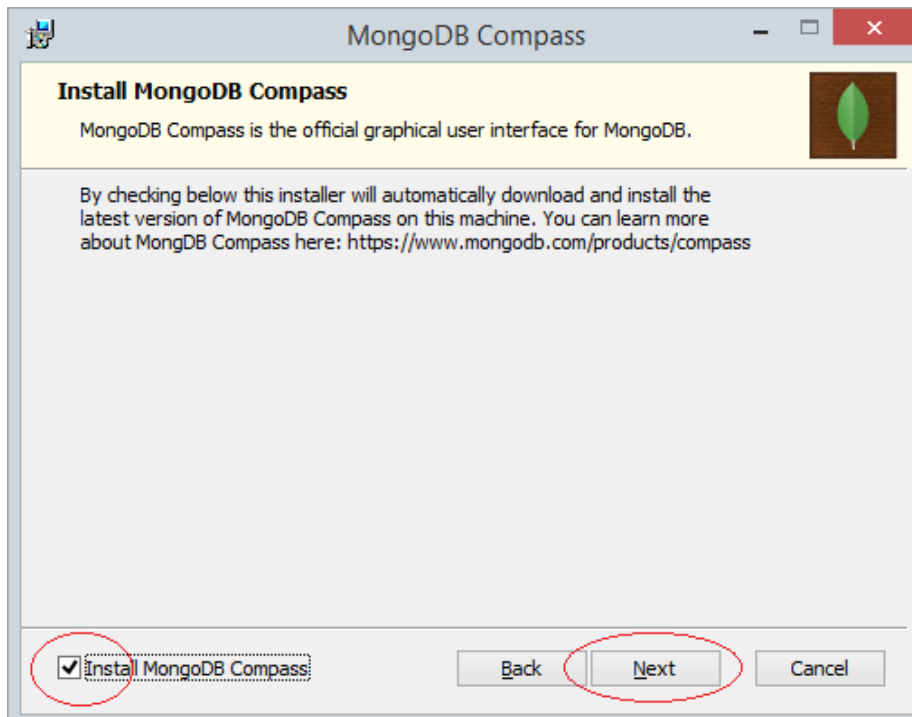 MongoDB Compass
Install MongoDB Compass
MongoDB Compass is the official graphical user interface for MongoDB.
By checking below this installer will automatically download and install the
latest version of MongoDB Compass on this machine. You can learn more
about MongDB Compass here: https://www.mongodb.com/products/compass
Install MongoDB Compass
Back
Next
Cancel